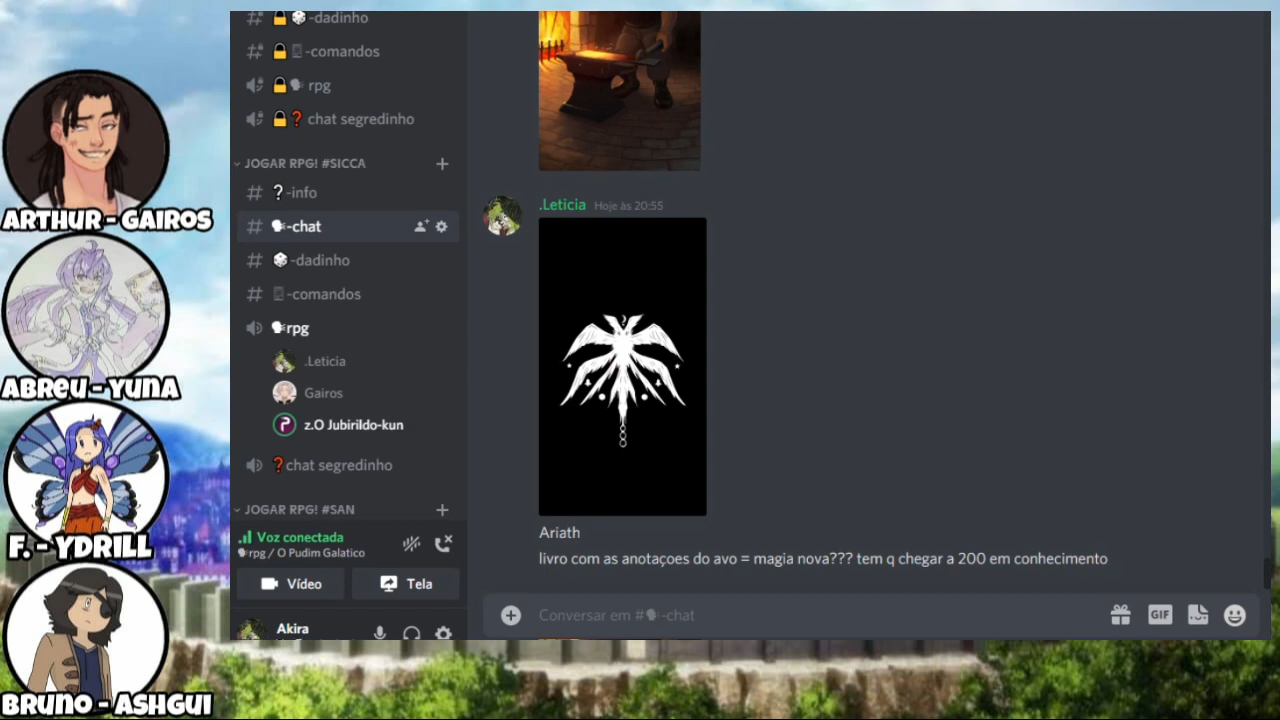 ARTHUR - GAIROS
ABREU - YUNA
F. - YDRILL
BRUNO - ASHGUI
-dadinho
-comandos
rpg
chat segredinho
JOGAR RPG! #SICCA
-info
-chat
-dadinho
-comandos
rpg
.Leticia
Gairos
z.O Jubirildo-kun
chat segredinho
JOGAR RPG! #SAN
Voz conectada
rpg / O Pudim Galatico
Vídeo
Tela
Akira
.Leticia Hoje às 20:55
Ariath
livro com as anotaçoes do avo = magia nova??? tem q chegar a 200 em conhecimento
Conversar em #🗣-chat
GIF